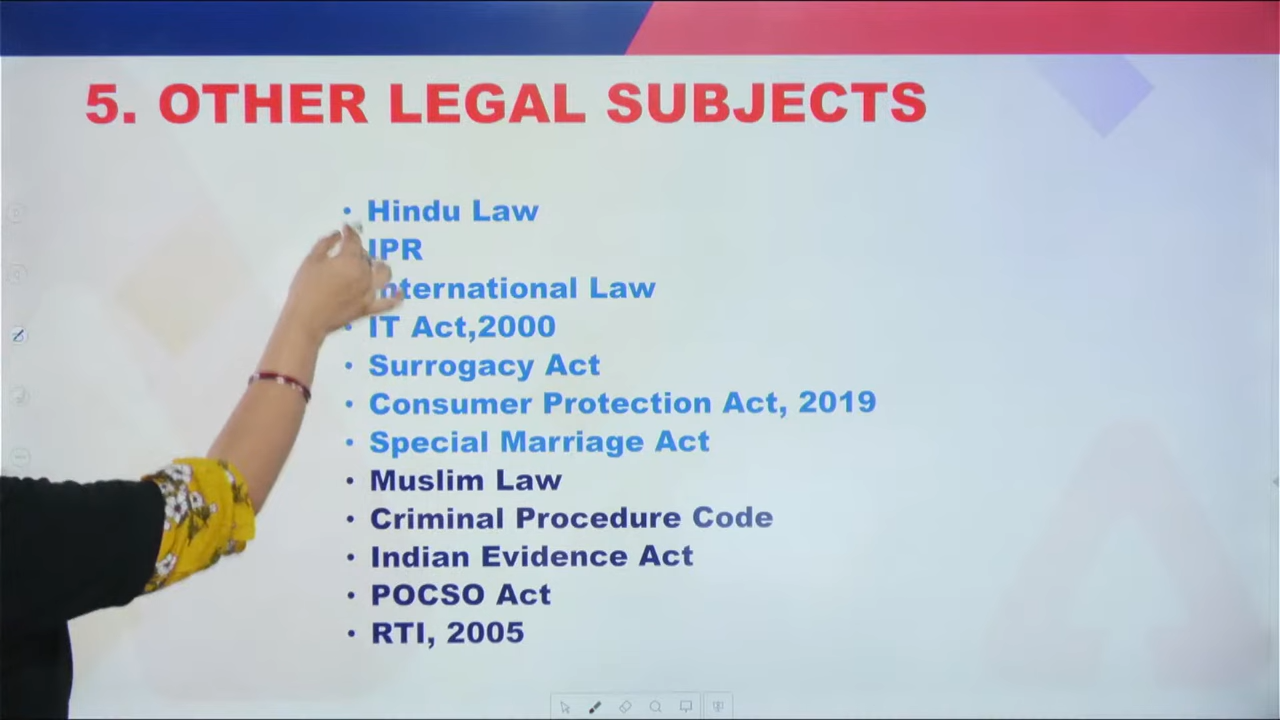 5. OTHER LEGAL SUBJECTS
• Hindu Law
IPR
International Law
• IT Act,2000
• Surrogacy Act
• Consumer Protection Act, 2019
• Special Marriage Act
• Muslim Law
• Criminal Procedure Code
• Indian Evidence Act
• POCSO Act
• RTI, 2005